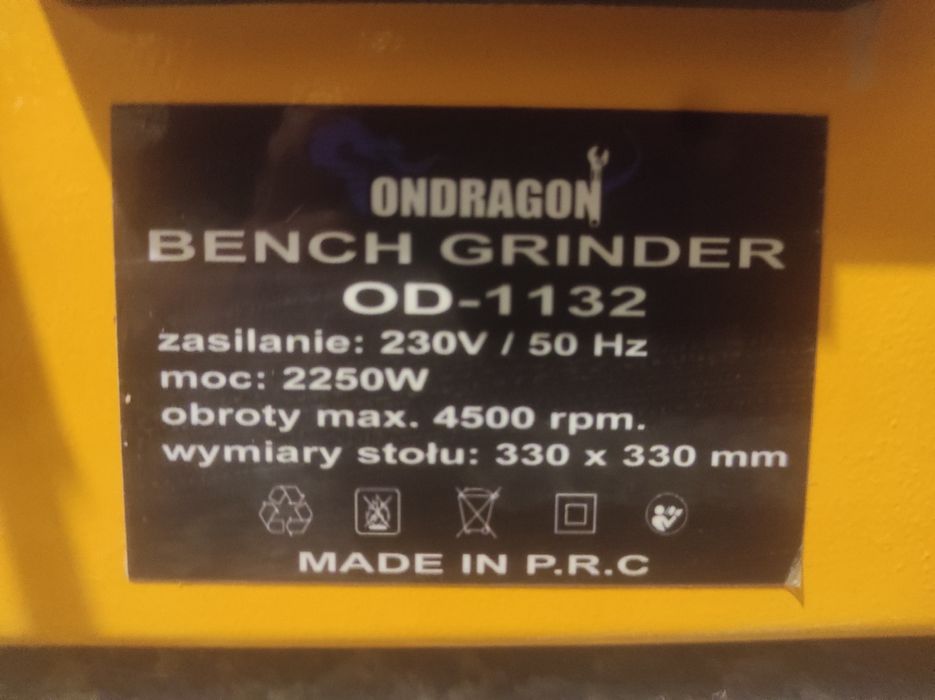 ONDRAGON
BENCH GRINDER
OD-1132
zasilanie: 230V / 50 Hz
moc: 2250W
obroty max. 4500 rpm.
wymiary stołu: 330 x 330 mm
MADE IN P.R.C